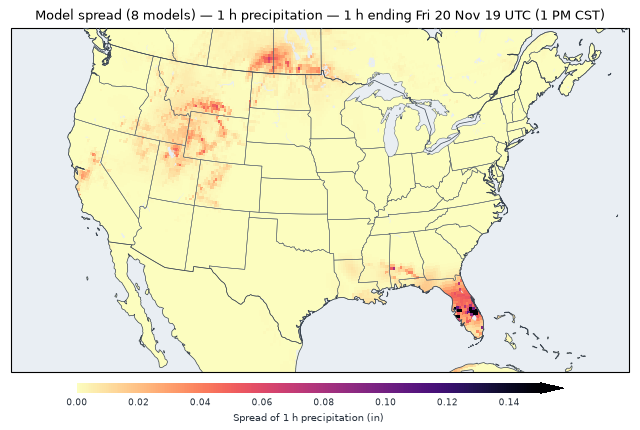 Model spread (8 models) — 1 h precipitation — 1 h ending Fri 20 Nov 19 UTC (1 PM CST)
0.00 0.02 0.04 0.06 0.08 0.10 0.12 0.14
Spread of 1 h precipitation (in)